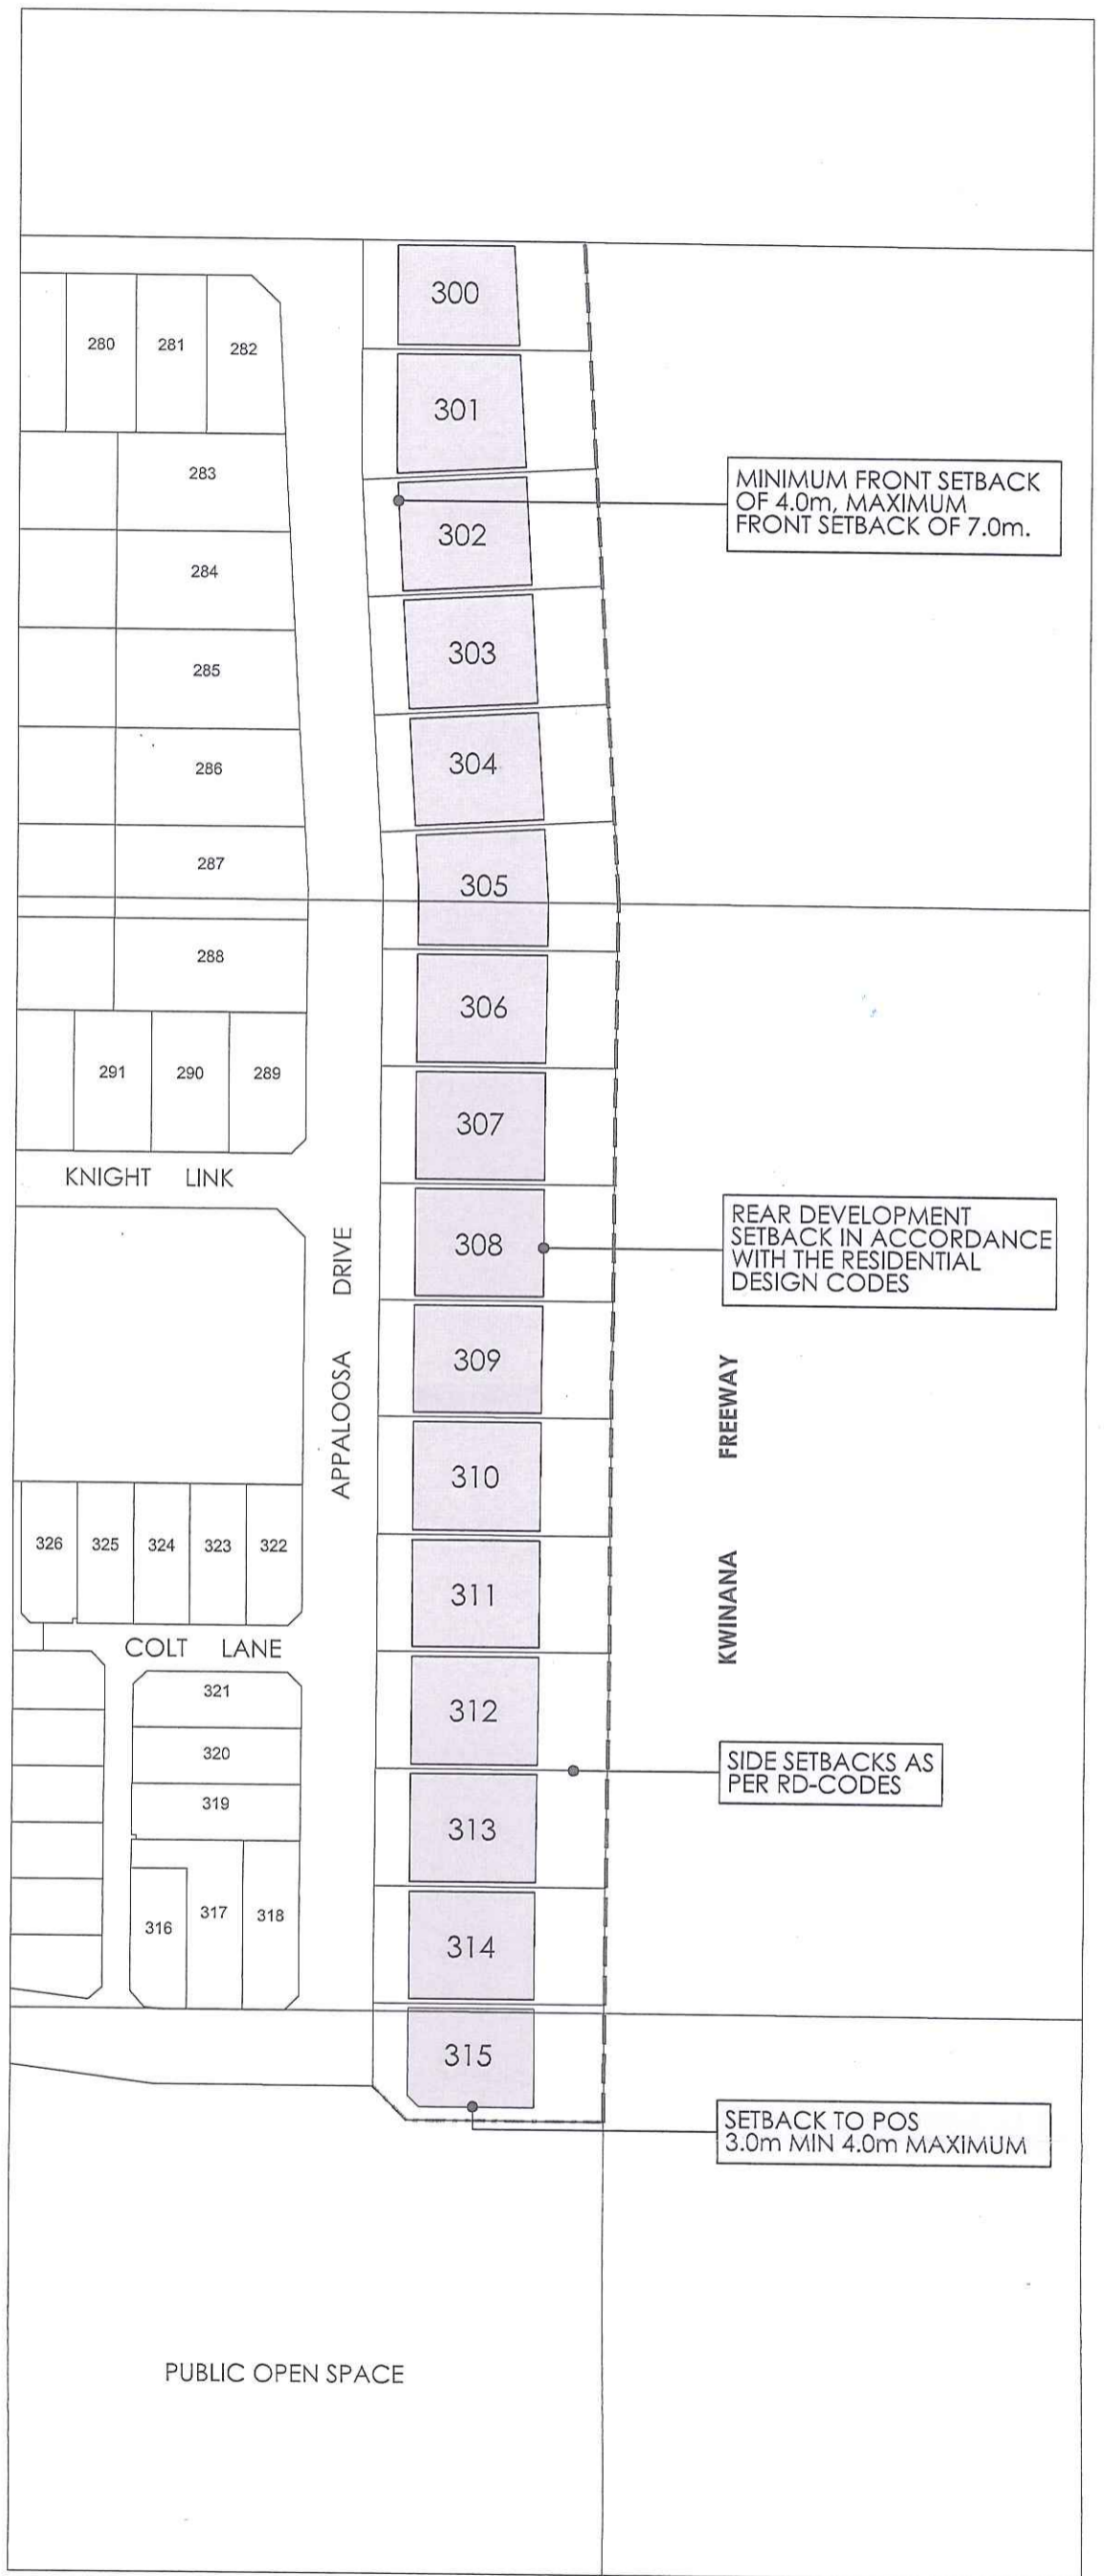 300
280
281
282
301
283
MINIMUM FRONT SETBACK
OF 4.0m, MAXIMUM
FRONT SETBACK OF 7.0m.
302
284
303
285
304
286
287
305
288
306
291
290
289
307
KNIGHT LINK
REAR DEVELOPMENT
SETBACK IN ACCORDANCE
WITH THE RESIDENTIAL
DESIGN CODES
308
APPALOOSA DRIVE
309
KWINANA FREEWAY
310
326
325
324
323
322
311
COLT LANE
321
312
320
SIDE SETBACKS AS
PER RD-CODES
319
313
316
317
318
314
315
SETBACK TO POS
3.0m MIN 4.0m MAXIMUM
PUBLIC OPEN SPACE